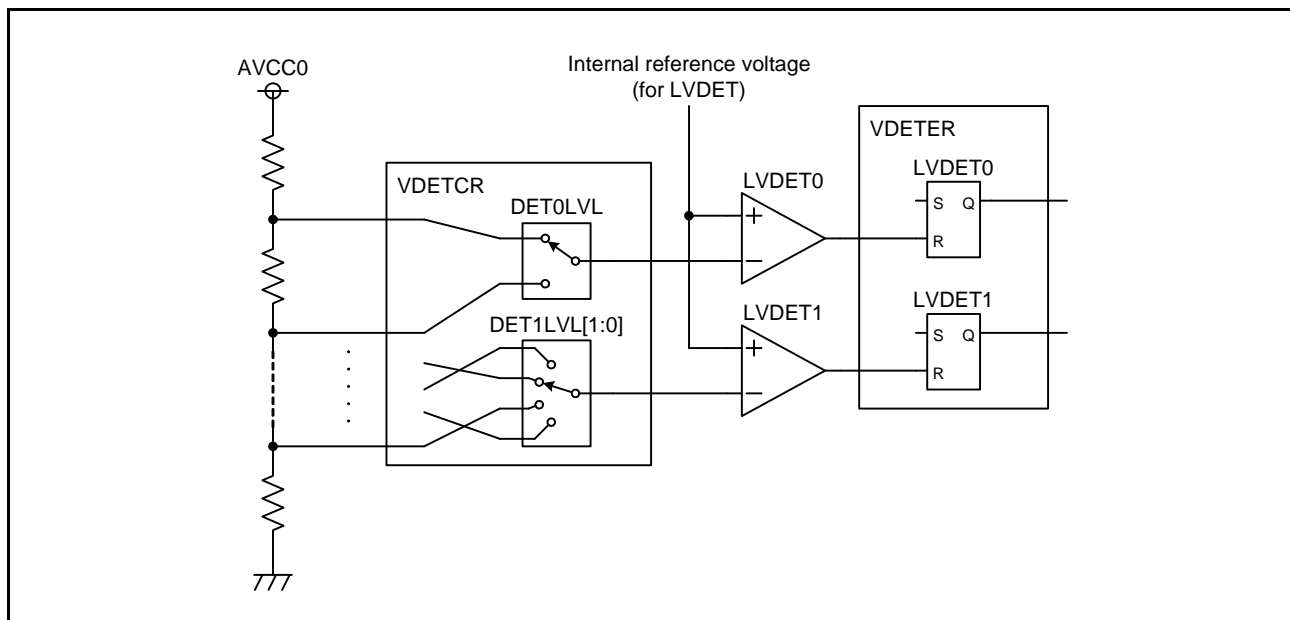 AVCC0
Internal reference voltage
(for LVDET)
VDETCR
DET0LVL
DET1LVL[1:0]
LVDET0
+
−
LVDET1
+
−
VDETER
LVDET0
S Q
R
LVDET1
S Q
R